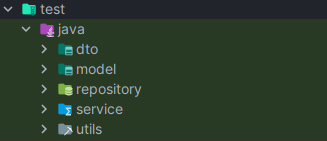 test
java
dto
model
repository
service
utils